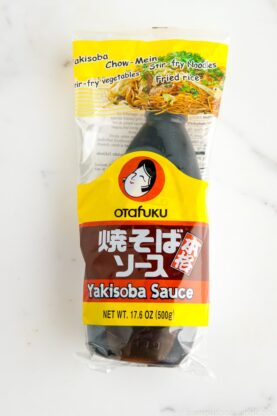 Yakisoba
Chow-Mein
Stir-fry Noodles
Stir-fry vegetables
Fried rice
OTAFUKU
焼そば
ソース
本格
Yakisoba Sauce
NET WT. 17.6 OZ (500g)